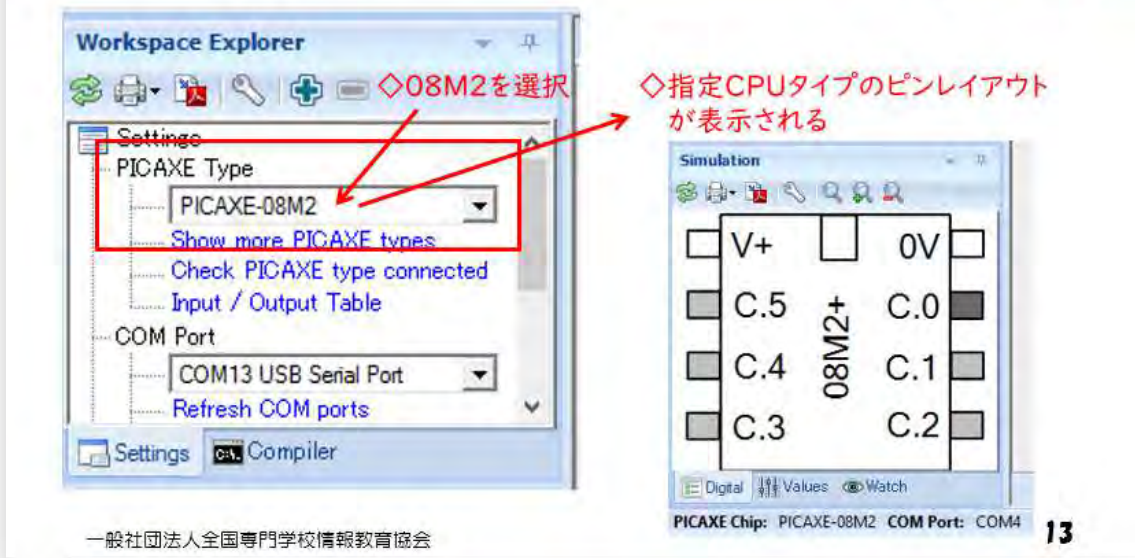 Workspace Explorer
◇08M2を選択
Settings
PICAXE Type
PICAXE-08M2
Show more PICAXE types
Check PICAXE type connected
Input / Output Table
COM Port
COM13 USB Serial Port
Refresh COM ports
Settings
Compiler
◇指定CPUタイプのピンレイアウト
が表示される
Simulation
V+
0V
C.5
C.0
08M2+
C.4
C.1
C.3
C.2
Digital
Values
Watch
PICAXE Chip: PICAXE-08M2 COM Port: COM4
一般社団法人全国専門学校情報教育協会
13